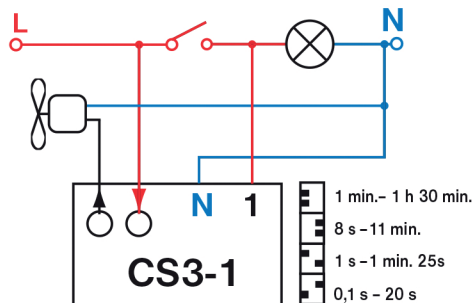 L
N
N 1
CS3-1
1 min.– 1 h 30 min.
8 s –11 min.
1 s –1 min. 25s
0,1 s – 20 s